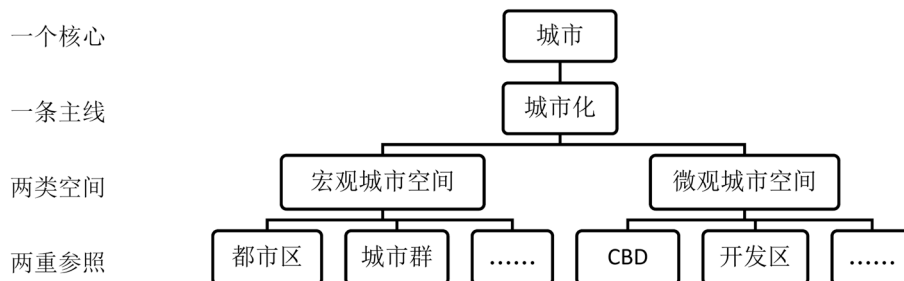 一个核心 城市
一条主线 城市化
两类空间 宏观城市空间 微观城市空间
两重参照 都市区 城市群 …… CBD 开发区 ……